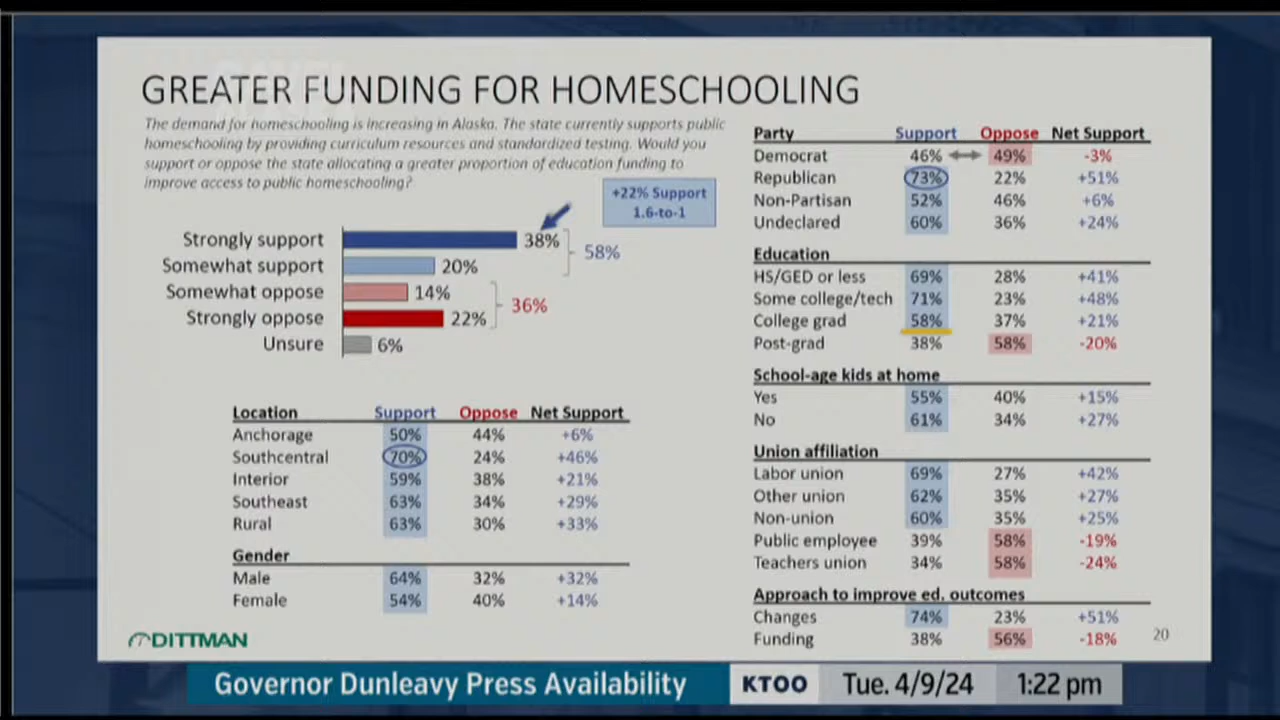 GREATER FUNDING FOR HOMESCHOOLING
The demand for homeschooling is increasing in Alaska. The state currently supports public
homeschooling by providing curriculum resources and standardized testing. Would you
support or oppose the state allocating a greater proportion of education funding to
improve access to public homeschooling?
+22% Support
1.6-to-1
Strongly support 38%
Somewhat support 20%
58%
Somewhat oppose 14%
Strongly oppose 22%
36%
Unsure 6%
Location Support Oppose Net Support
Anchorage 50% 44% +6%
Southcentral 70% 24% +46%
Interior 59% 38% +21%
Southeast 63% 34% +29%
Rural 63% 30% +33%
Gender
Male 64% 32% +32%
Female 54% 40% +14%
Party Support Oppose Net Support
Democrat 46% 49% -3%
Republican 73% 22% +51%
Non-Partisan 52% 46% +6%
Undeclared 60% 36% +24%
Education
HS/GED or less 69% 28% +41%
Some college/tech 71% 23% +48%
College grad 58% 37% +21%
Post-grad 38% 58% -20%
School-age kids at home
Yes 55% 40% +15%
No 61% 34% +27%
Union affiliation
Labor union 69% 27% +42%
Other union 62% 35% +27%
Non-union 60% 35% +25%
Public employee 39% 58% -19%
Teachers union 34% 58% -24%
Approach to improve ed. outcomes
Changes 74% 23% +51%
Funding 38% 56% -18%
DITTMAN
20
Governor Dunleavy Press Availability KTOO Tue. 4/9/24 1:22 pm